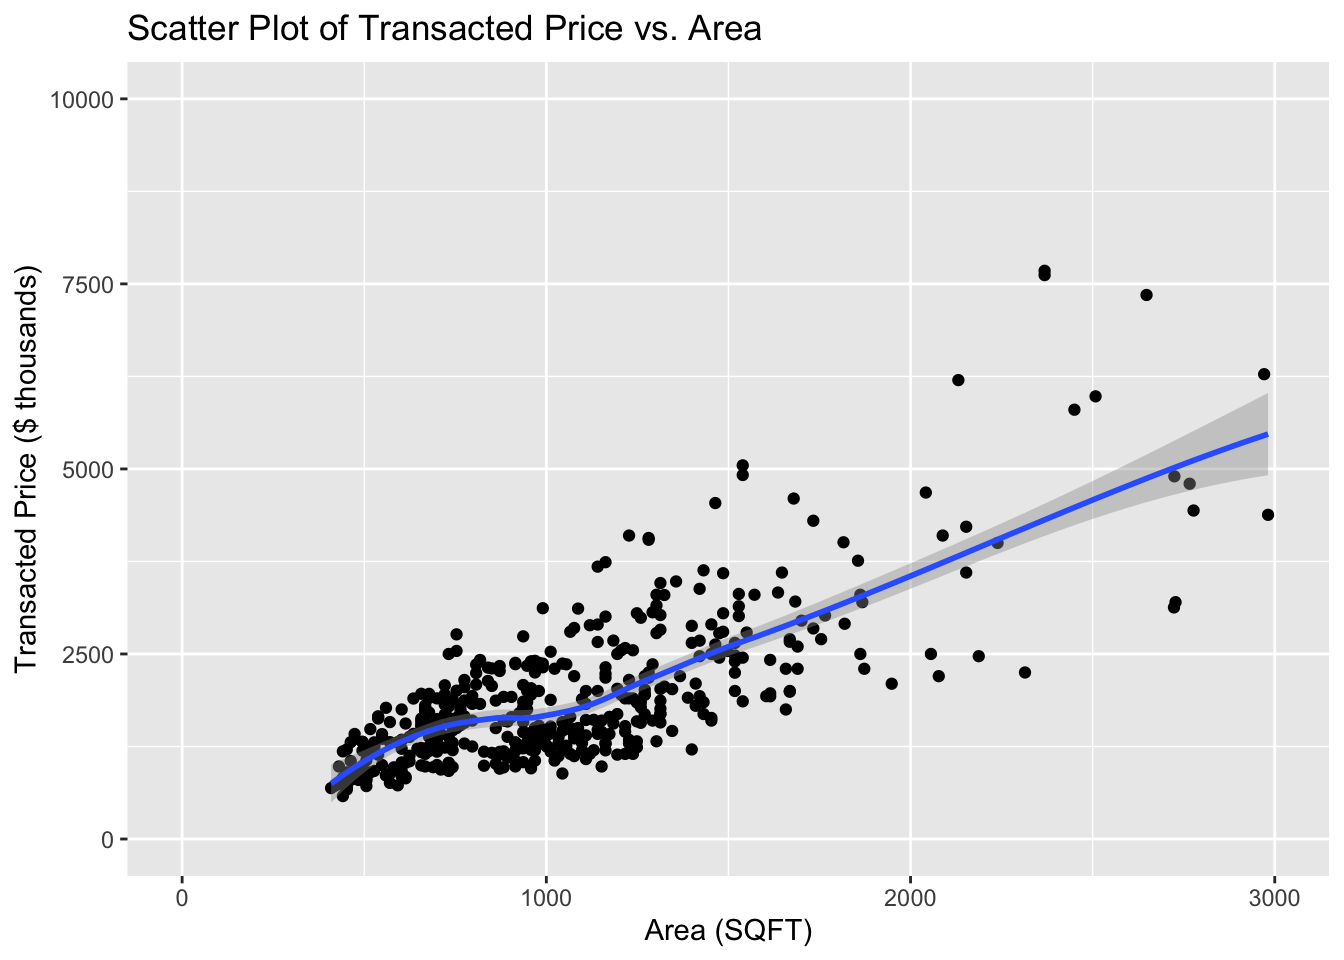 Scatter Plot of Transacted Price vs. Area
10000
7500
5000
2500
0
Transacted Price ($ thousands)
0 1000 2000 3000
Area (SQFT)